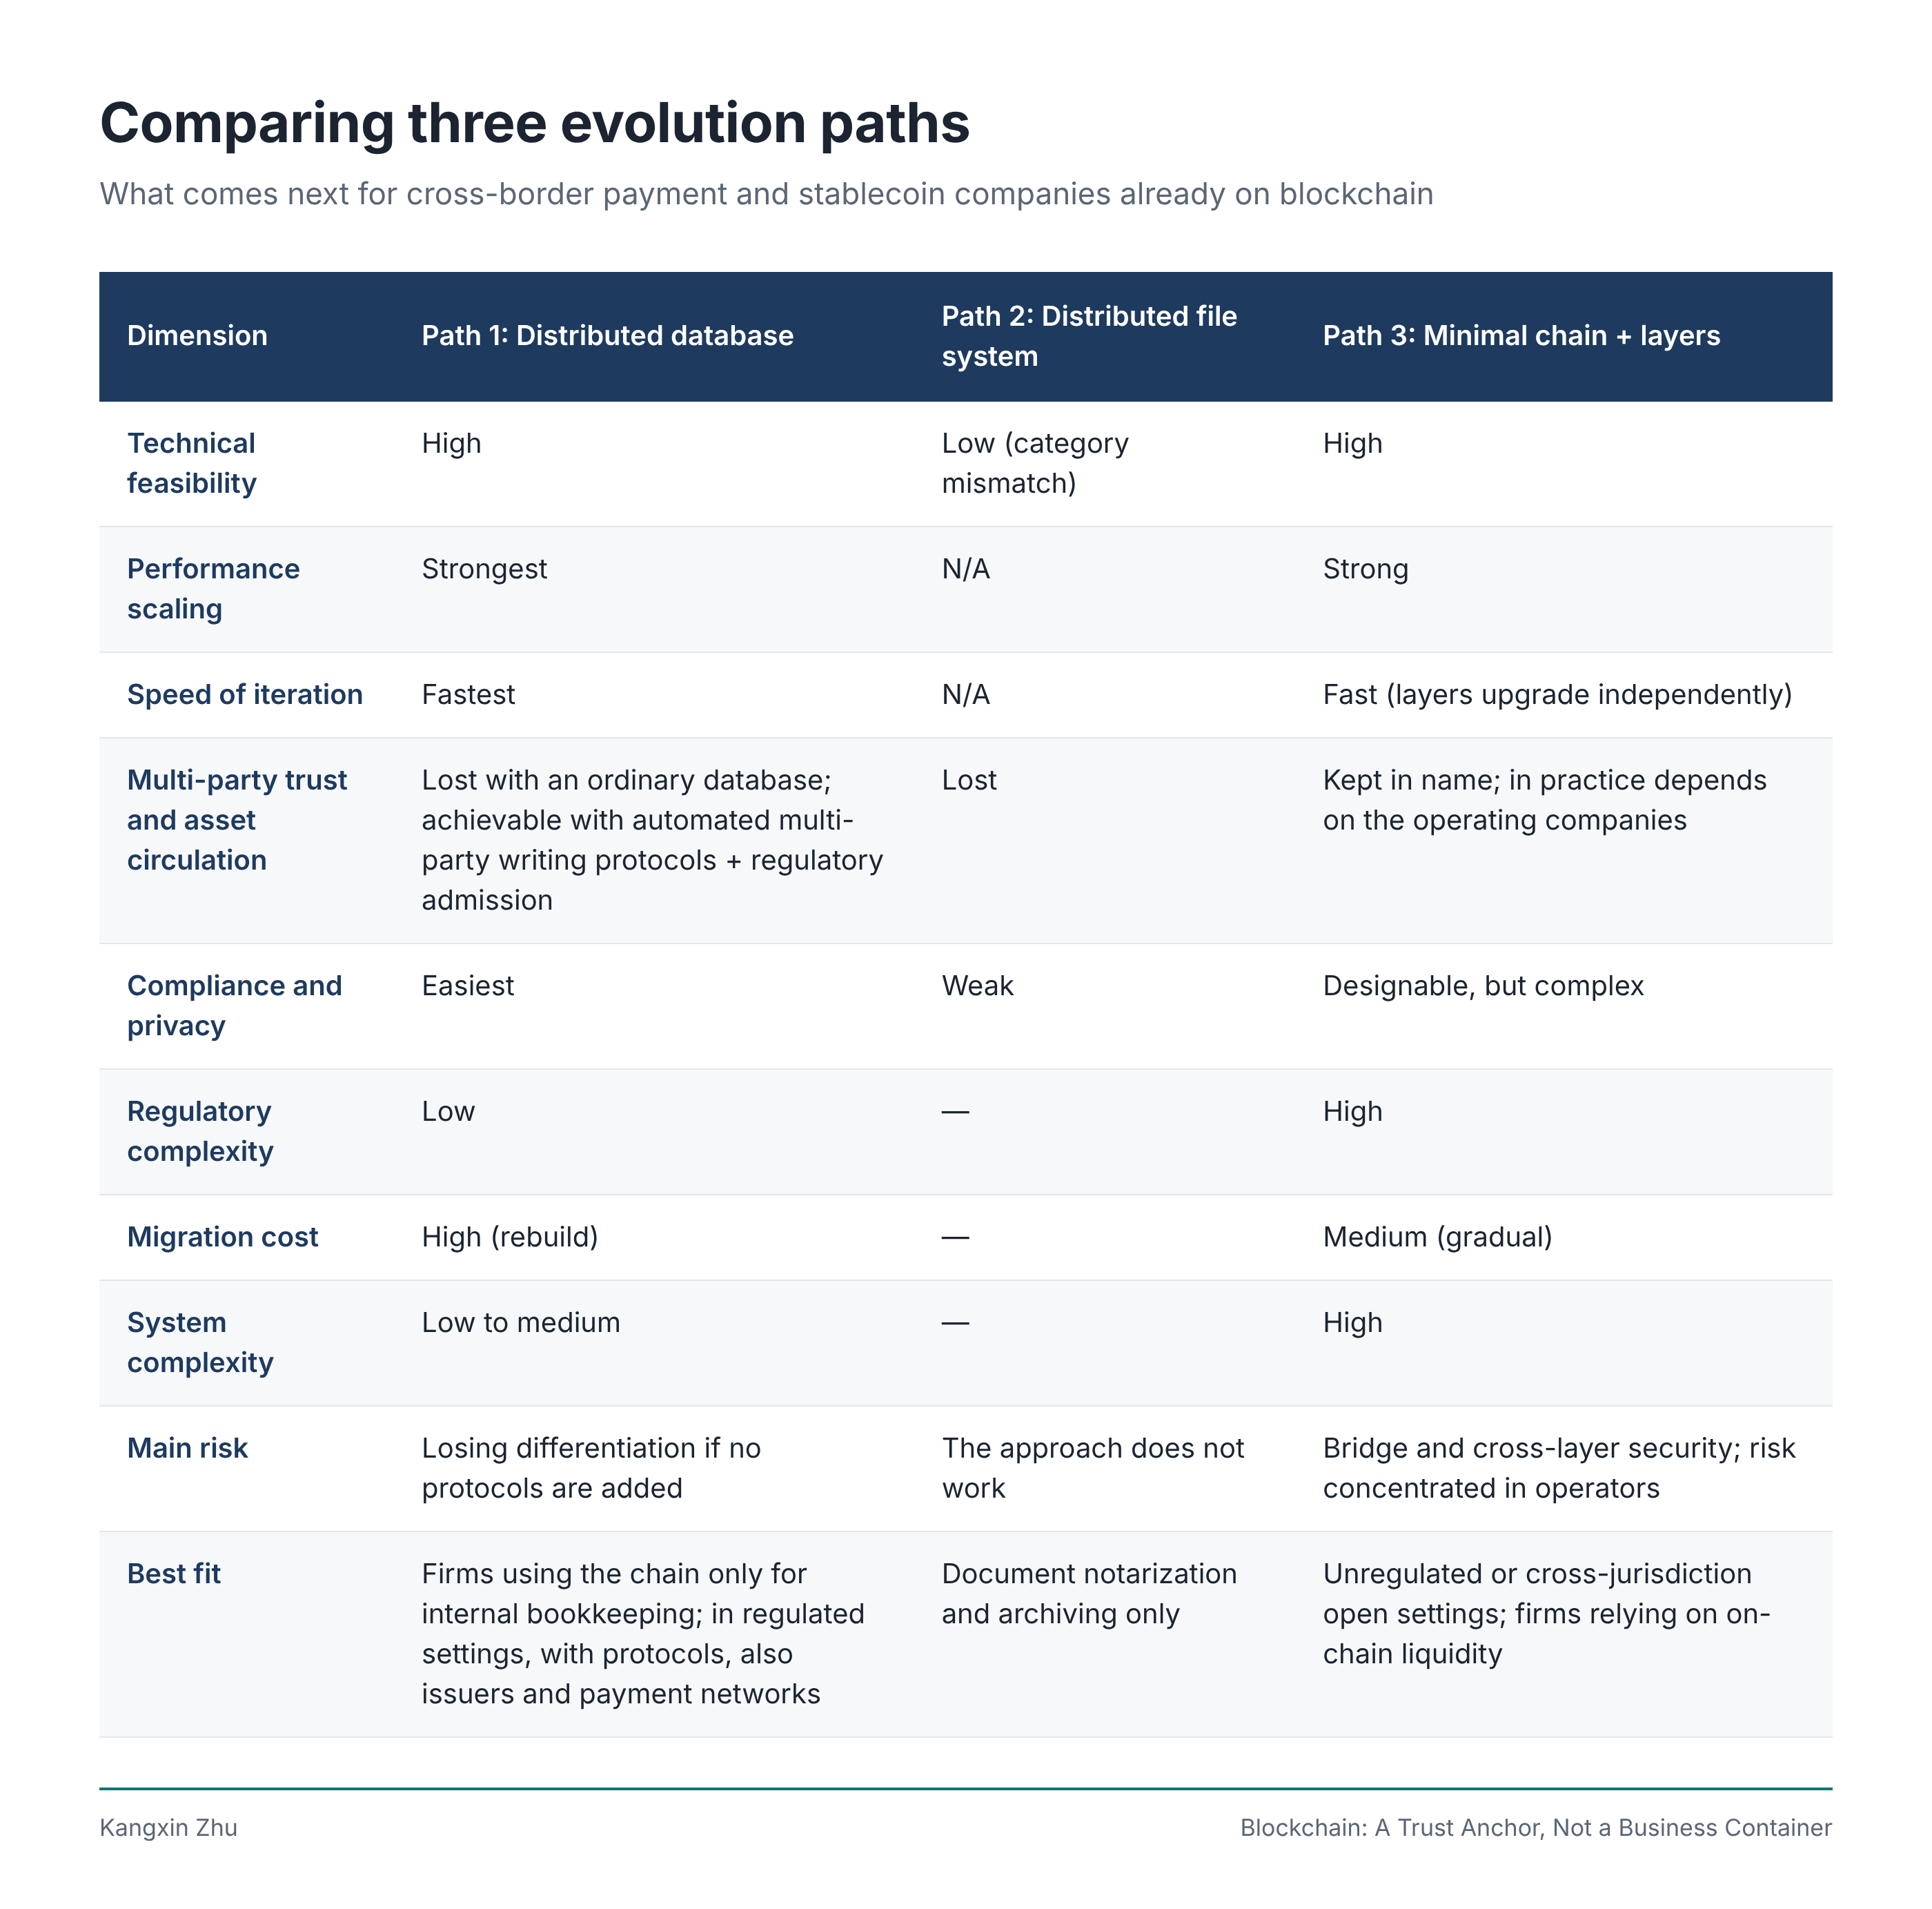 Comparing three evolution paths
What comes next for cross-border payment and stablecoin companies already on blockchain
Dimension
Path 1: Distributed database
Path 2: Distributed file
system
Path 3: Minimal chain + layers
Technical
feasibility
High
Low (category
mismatch)
High
Performance
scaling
Strongest
N/A
Strong
Speed of iteration
Fastest
N/A
Fast (layers upgrade independently)
Multi-party trust
and asset
circulation
Lost with an ordinary database;
achievable with automated multi-
party writing protocols + regulatory
admission
Lost
Kept in name; in practice depends
on the operating companies
Compliance and
privacy
Easiest
Weak
Designable, but complex
Regulatory
complexity
Low
—
High
Migration cost
High (rebuild)
—
Medium (gradual)
System
complexity
Low to medium
—
High
Main risk
Losing differentiation if no
protocols are added
The approach does not
work
Bridge and cross-layer security; risk
concentrated in operators
Best fit
Firms using the chain only for
internal bookkeeping; in regulated
settings, with protocols, also
issuers and payment networks
Document notarization
and archiving only
Unregulated or cross-jurisdiction
open settings; firms relying on on-
chain liquidity
Kangxin Zhu
Blockchain: A Trust Anchor, Not a Business Container